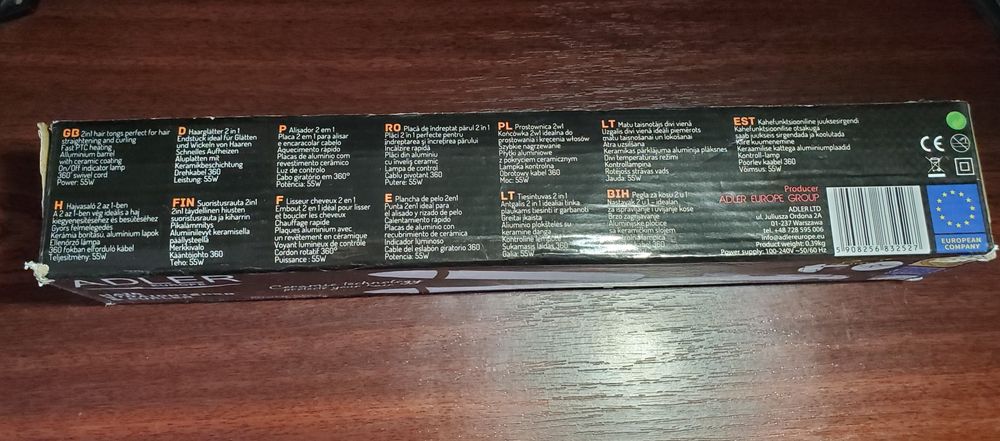 GB 2in1 hair tongs perfect for hair
straightening and curling
Fast PTC heating
Alluminium barrel
with ceramic coating
On/Off indicator lamp
360° swivel cord
Power: 55W
D Haarglätter 2 in 1
Endstück ideal für Glätten
und Wickeln von Haaren
Schnelles Aufheizen
Aluplatten mit
Keramikbeschichtung
Drehkabel 360
Leistung: 55W
P Alisador 2 em 1
Placa 2 em 1 para alisar
e encaracolar cabelo
Aquecimento rápido
Placas de alumínio com
revestimento cerâmico
Luz de controlo
Cabo giratório em 360°
Potência: 55W
RO Placă de îndreptat părul 2 in 1
Plăci 2 in 1 perfecte pentru
indreptarea și increțirea părului
Incălire rapidă
Plăci din aluminiu
cu înveliș ceramic
Lampa de control
Cablu pivotant 360
Putere: 55W
PL Prostownica 2w1
Końcówka 2w1 idealna do
prostowania i kręcenia włosów
Szybkie nagrzewanie
Płytki aluminiowe
z pokryciem ceramicznym
Lampka kontrolna
Obrotowy kabel 360
Moc: 55W
LT Matu taisnotājs divi vienā
Uzgalis divi vienā ideāli piemērots
matu taisnošanai un lokošanai
Ātra uzsilšana
Keramikas pārklājuma alumīnija plāksnes
Divi temperatūras režīmi
Kontrollampiņa
Rotējošs strāvas vads
Jauda: 55W
EST Kahefunktsiooniline juuksesirgendi
Kahefunktsiooniline otsakuga
saab juukseis sirgendada ja koolutada
Kiire kuumenemine
Keraamilise kattega alumiiniumplaadid
Kontroll-lamp
Pöörlev kaabel 360
Võimsus: 55W
H Hajvasaló 2 az 1-ben
A 2 az 1-ben vég ideális a haj
kiegyenesítéséhez és besütéséhez
Gyors felmelegedés
Kerámia borítású, aluminium lapok
Ellenőrző lámpa
360 fokban elforduló kábel
Teljesítmény: 55W
FIN Suoristusrauta 2in1
2in1 täydellinen hiusten
suoristusrauta ja kiharrin
Pikalämmitys
Alumiinilevyt keramisella
päällysteellä
Merkkivalo
Kääntöjohto 360
Teho: 55W
F Lisseur cheveux 2 en 1
Embout 2 en 1 idéal pour lisser
et boucler les cheveux
Chauffage rapide
Plaques aluminium avec
un revêtement en céramique
Voyant lumineux de contrôle
Cordon rotatif 360°
Puissance : 55W
E Plancha de pelo 2en1
Punta 2en1 ideal para
el alisado y rizado de pelo
Calentamiento rápido
Placas de aluminio con
recubrimiento de cerámica
Indicador luminoso
Cable del eslabon giratorio 360
Potencia: 55W
LT Tiesintuvas 2 in1
Antgalis 2 in 1 idealiai tinka
plaukams tiesinti ir garbanoti
Greita įkaista
Aliuminio plokštelės su
keramine danga
Kontrolinė lemputė
Sukamasis laidas 360
Galia: 55W
BIH Pegla za kosu 2 u 1
Nastavak 2 u 1 – idealan za
ispravljanje i uvijanje kose
Brzo zagrijavanje
sa keramickim slojem
Producer
ADLER EUROPE GROUP
ADLER LTD
ul. Juliusza Ordona 2A
01-237 Warszawa
tel. +48 728 595 006
info@adlereurope.eu
Product weight: 0,39kg
Power supply: 100-240V ~50/60 Hz
5 908256 832527
CE
EUROPEAN
COMPANY
ADLER
Ceramic technology